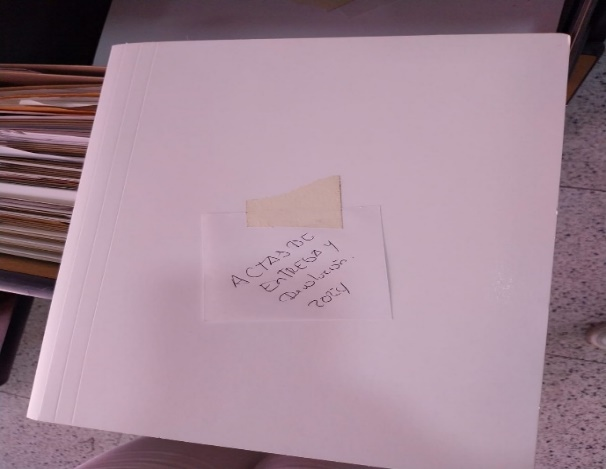 ACTAS DE
ENTREGA Y
Devolución.
2024